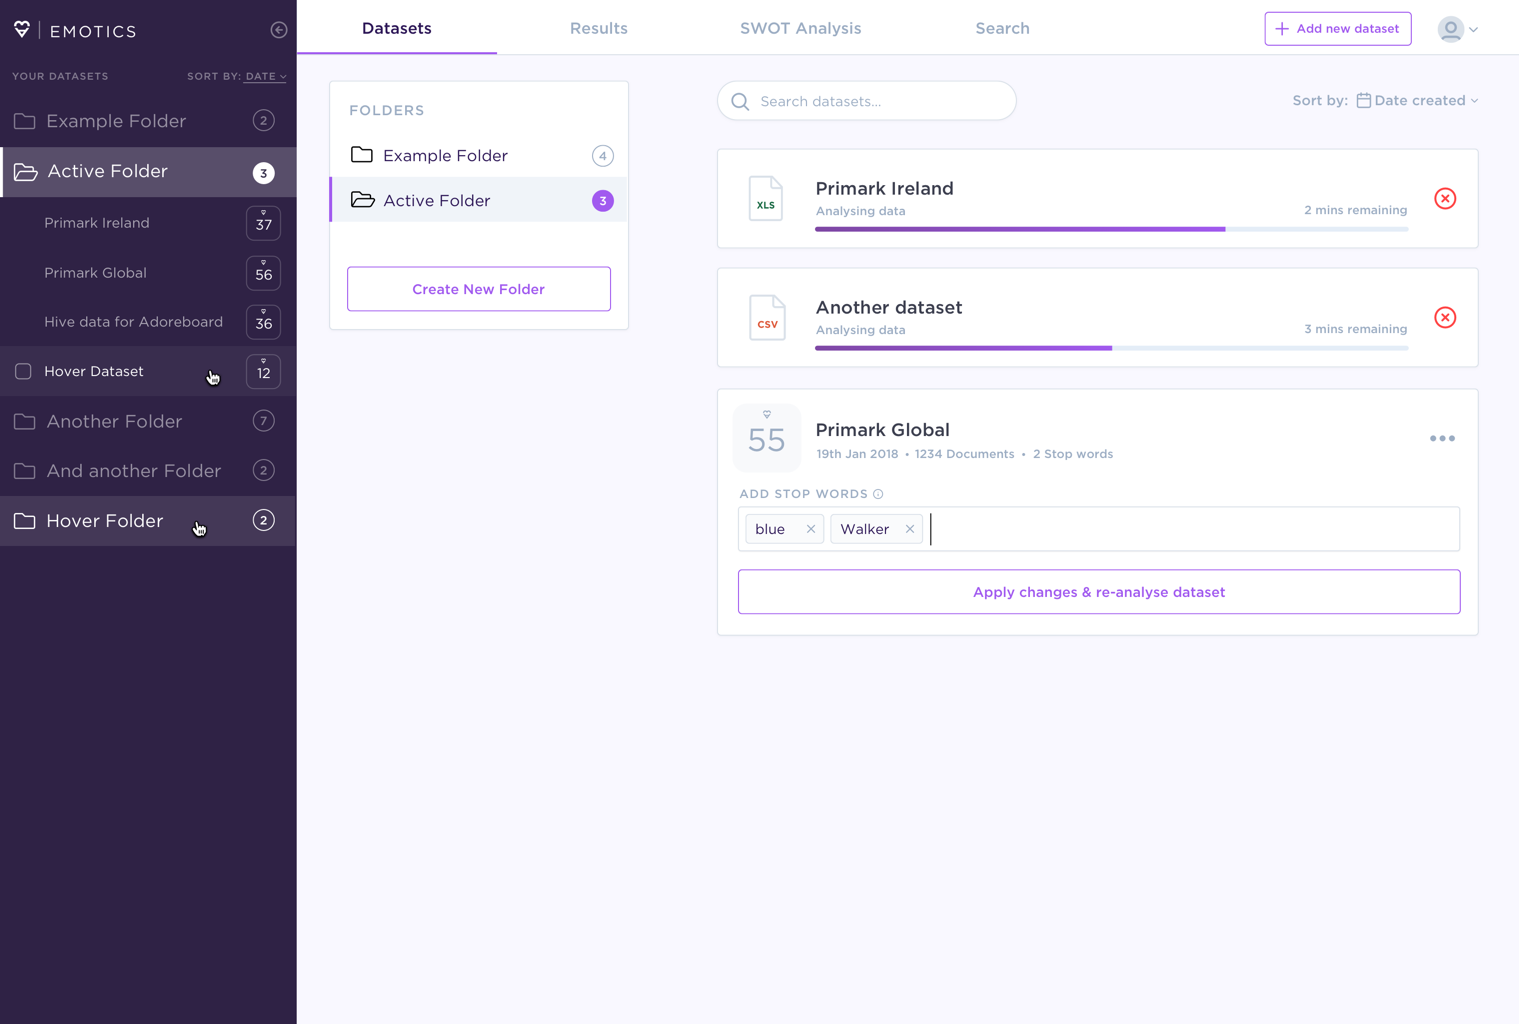 EMOTICS
YOUR DATASETS
SORT BY: DATE
Example Folder 2
Active Folder 3
Primark Ireland 37
Primark Global 56
Hive data for Adoreboard 36
Hover Dataset 12
Another Folder 7
And another Folder 2
Hover Folder 2
Datasets
Results
SWOT Analysis
Search
Add new dataset
FOLDERS
Example Folder 4
Active Folder 3
Create New Folder
Search datasets...
Sort by: Date created
XLS
Primark Ireland
Analysing data
2 mins remaining
CSV
Another dataset
Analysing data
3 mins remaining
55
Primark Global
19th Jan 2018 • 1234 Documents • 2 Stop words
ADD STOP WORDS
blue
Walker
Apply changes & re-analyse dataset